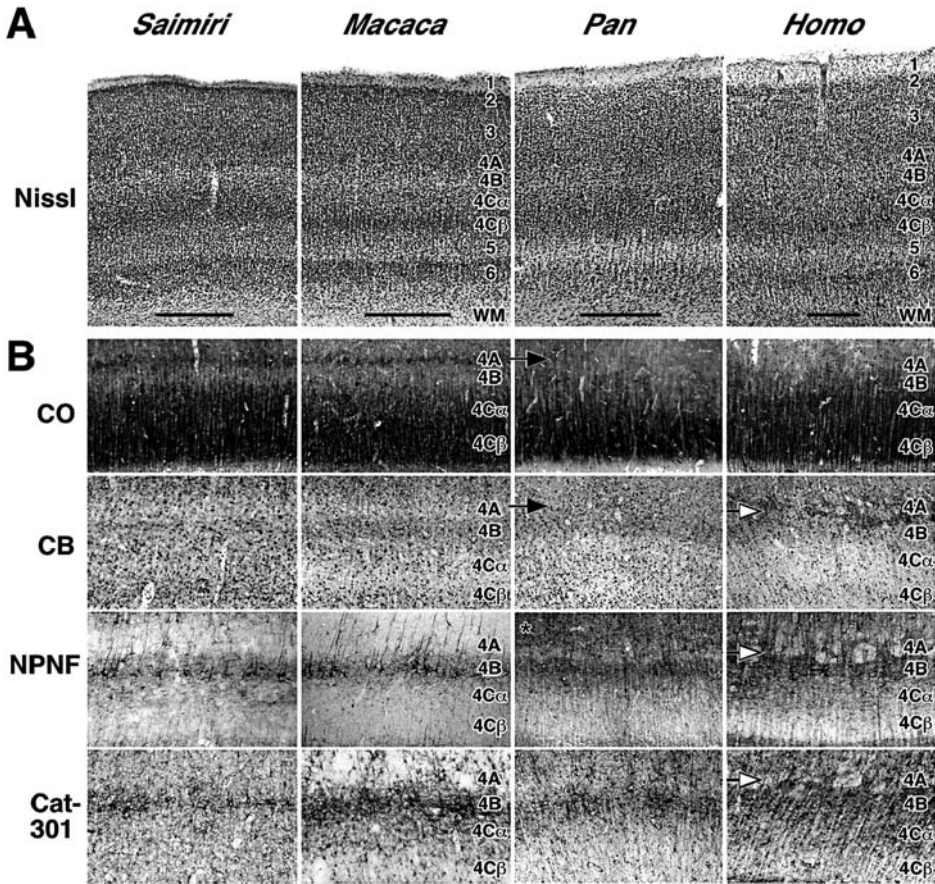 A Saimiri Macaca Pan Homo
Nissl
1 1
2 2
3 3
4A 4A
4B 4B
4Cα 4Cα
4Cβ 4Cβ
5 5
6 6
WM WM
B CO
4A 4A
4B 4B
4Cα 4Cα
4Cβ 4Cβ
CB
4A 4A
4B 4B
4Cα 4Cα
4Cβ 4Cβ
NPNF
* 
4A 4A
4B 4B
4Cα 4Cα
4Cβ 4Cβ
Cat-
301
4A 4A
4B 4B
4Cα 4Cα
4Cβ 4Cβ